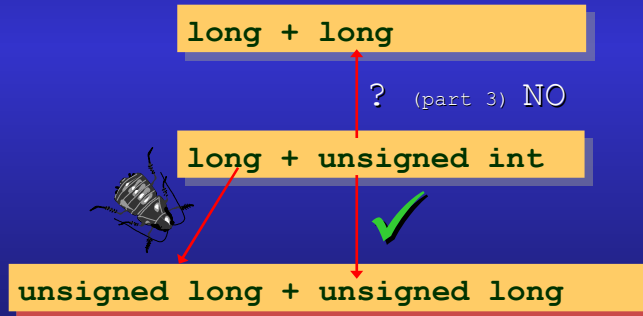 long + long
? (part 3) NO
long + unsigned int
unsigned long + unsigned long